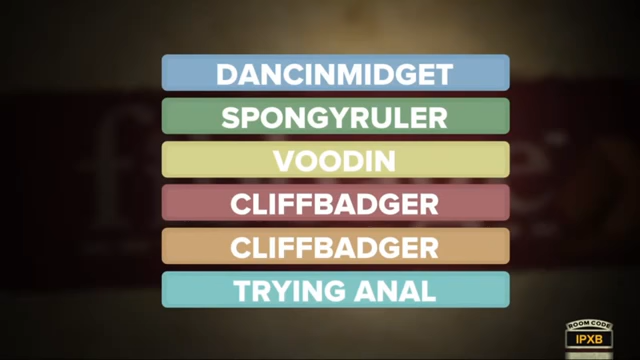 DANCINMIDGET
SPONGYRULER
VOODIN
CLIFFBADGER
CLIFFBADGER
TRYING ANAL
ROOM CODE
IPXB